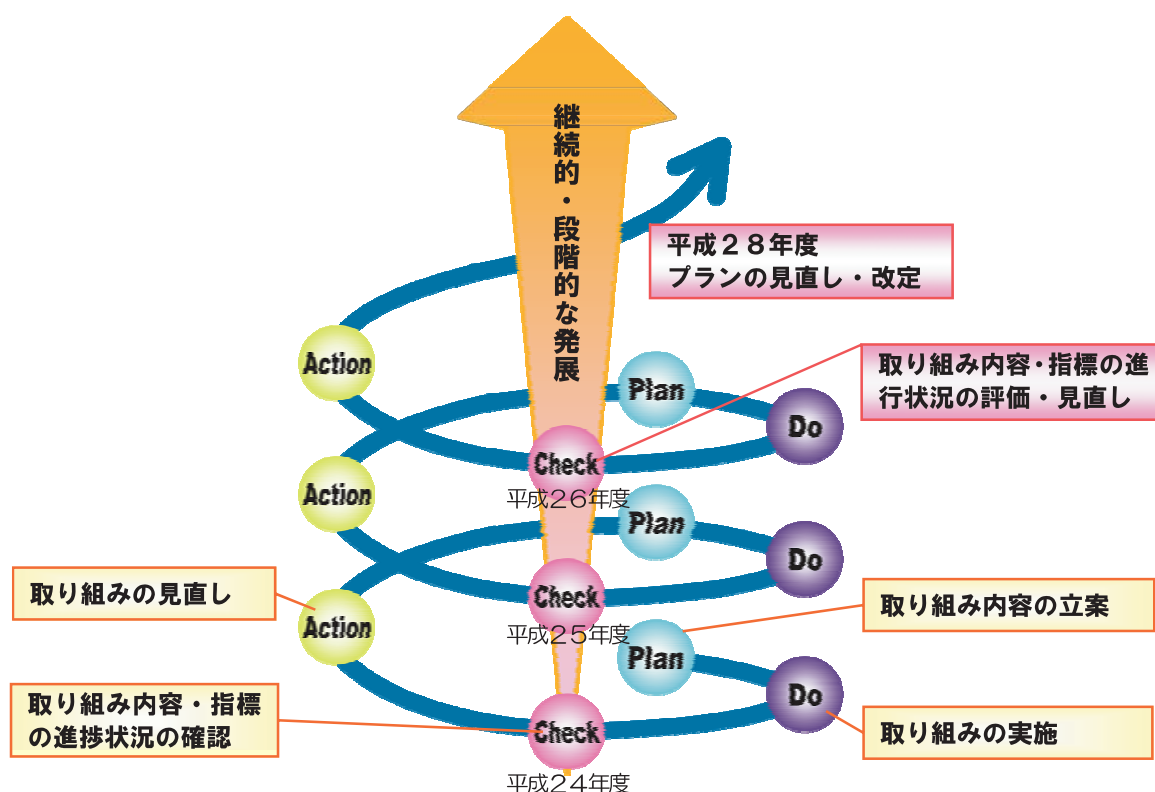 継続的・段階的な発展
平成２８年度
プランの見直し・改定
Action
Plan
取り組み内容・指標の進
行状況の評価・見直し
Do
Check
平成２６年度
Action
Plan
Do
Check
平成２５年度
取り組みの見直し
Action
取り組み内容の立案
Plan
Do
取り組み内容・指標
の進捗状況の確認
Check
取り組みの実施
平成２４年度